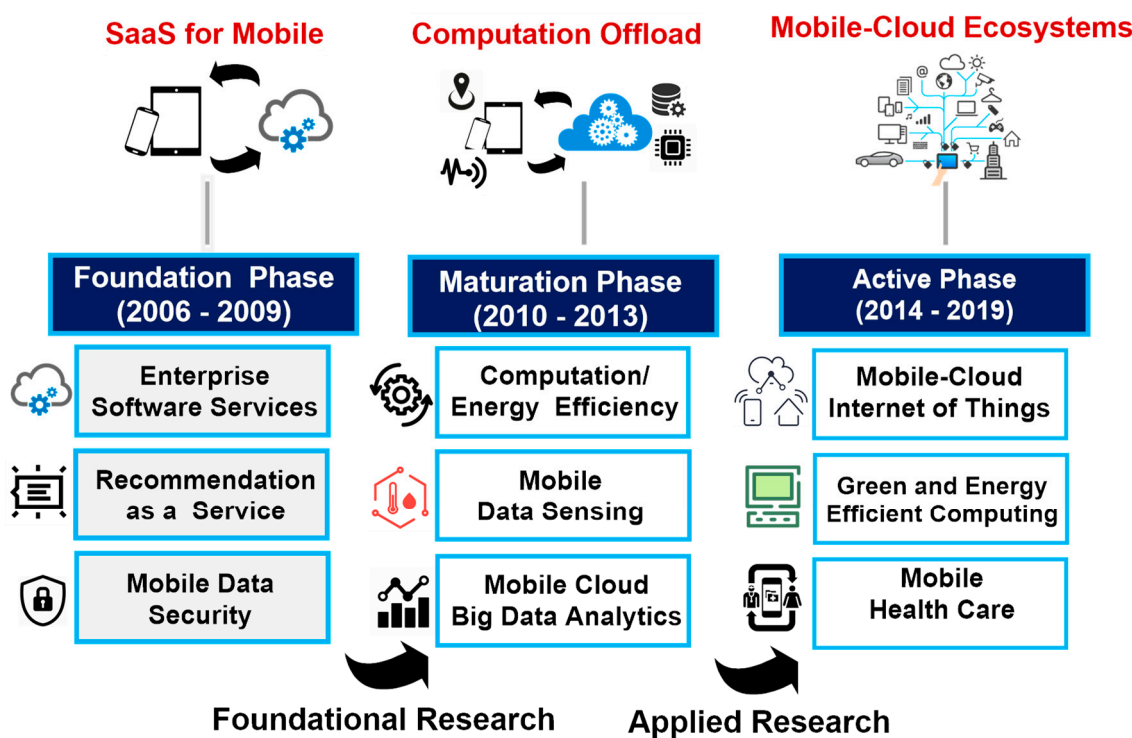 SaaS for Mobile
Computation Offload
Mobile-Cloud Ecosystems
Foundation Phase
(2006 - 2009)
Maturation Phase
(2010 - 2013)
Active Phase
(2014 - 2019)
Enterprise
Software Services
Computation/
Energy Efficiency
Mobile-Cloud
Internet of Things
Recommendation
as a Service
Mobile
Data Sensing
Green and Energy
Efficient Computing
Mobile Data
Security
Mobile Cloud
Big Data Analytics
Mobile
Health Care
Foundational Research
Applied Research